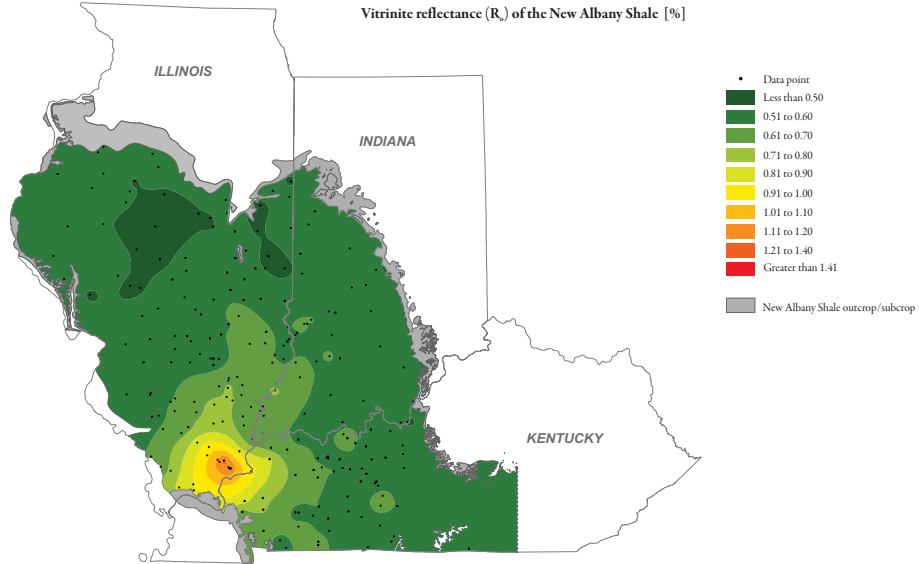 Vitrinite reflectance (Rₒ) of the New Albany Shale [%]
ILLINOIS
INDIANA
KENTUCKY
Data point
Less than 0.50
0.51 to 0.60
0.61 to 0.70
0.71 to 0.80
0.81 to 0.90
0.91 to 1.00
1.01 to 1.10
1.11 to 1.20
1.21 to 1.40
Greater than 1.41
New Albany Shale outcrop/subcrop